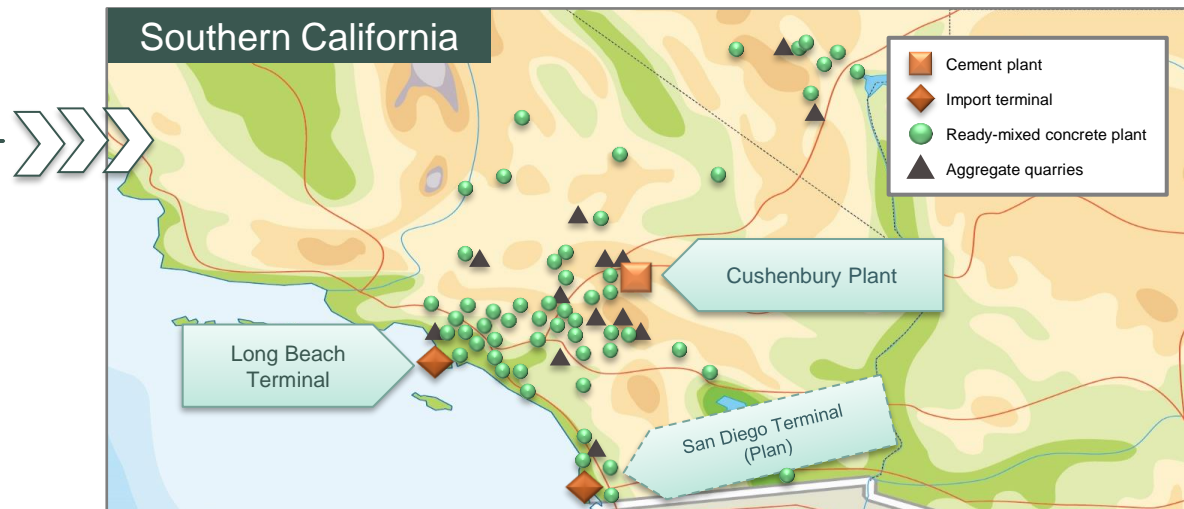 Southern California
Cement plant
Import terminal
Ready-mixed concrete plant
Aggregate quarries
Cushenbury Plant
Long Beach
Terminal
San Diego Terminal
(Plan)